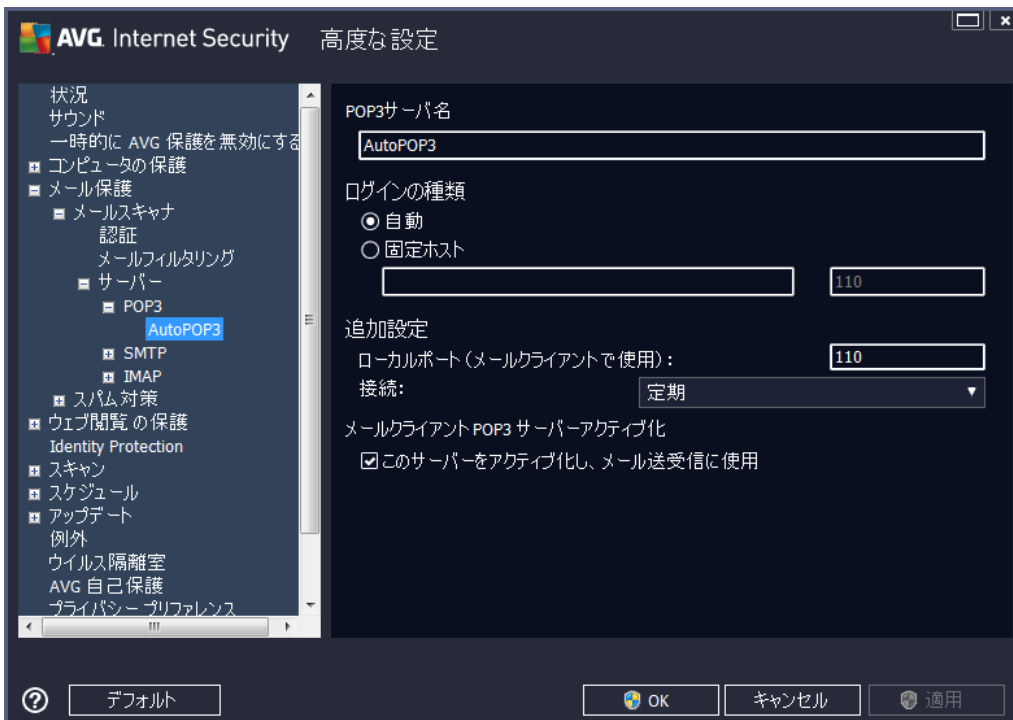 AVG. Internet Security 高度な設定
状況
サウンド
一時的に AVG 保護を無効にする
コンピュータの保護
メール保護
メールスキャナ
認証
メールフィルタリング
サーバー
POP3
AutoPOP3
SMTP
IMAP
スパム対策
ウェブ閲覧 の保護
Identity Protection
スキャン
スケジュール
アップデート
例外
ウイルス隔離室
AVG 自己保護
プライバシー プリファレンス
POP3サーバ名
AutoPOP3
ログインの種類
自動
固定ホスト
110
追加設定
ローカルポート（メールクライアントで使用）:
110
接続:
定期
メールクライアント POP3 サーバーアクティブ化
このサーバーをアクティブ化し、メール送受信に使用
デフォルト
OK
キャンセル
適用